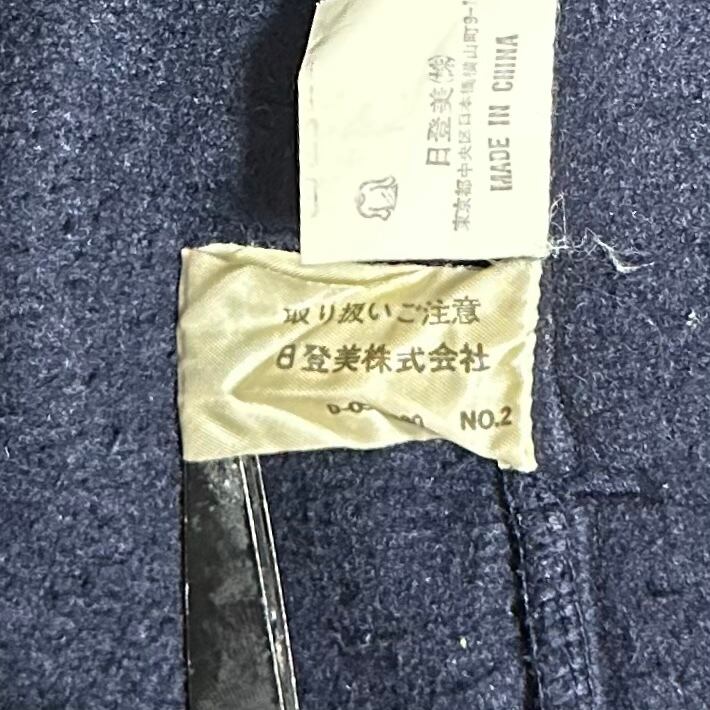 日登美(株)
東京都中央区日本橋横山町9-1
MADE IN CHINA
取り扱いご注意
日登美株式会社
NO.2